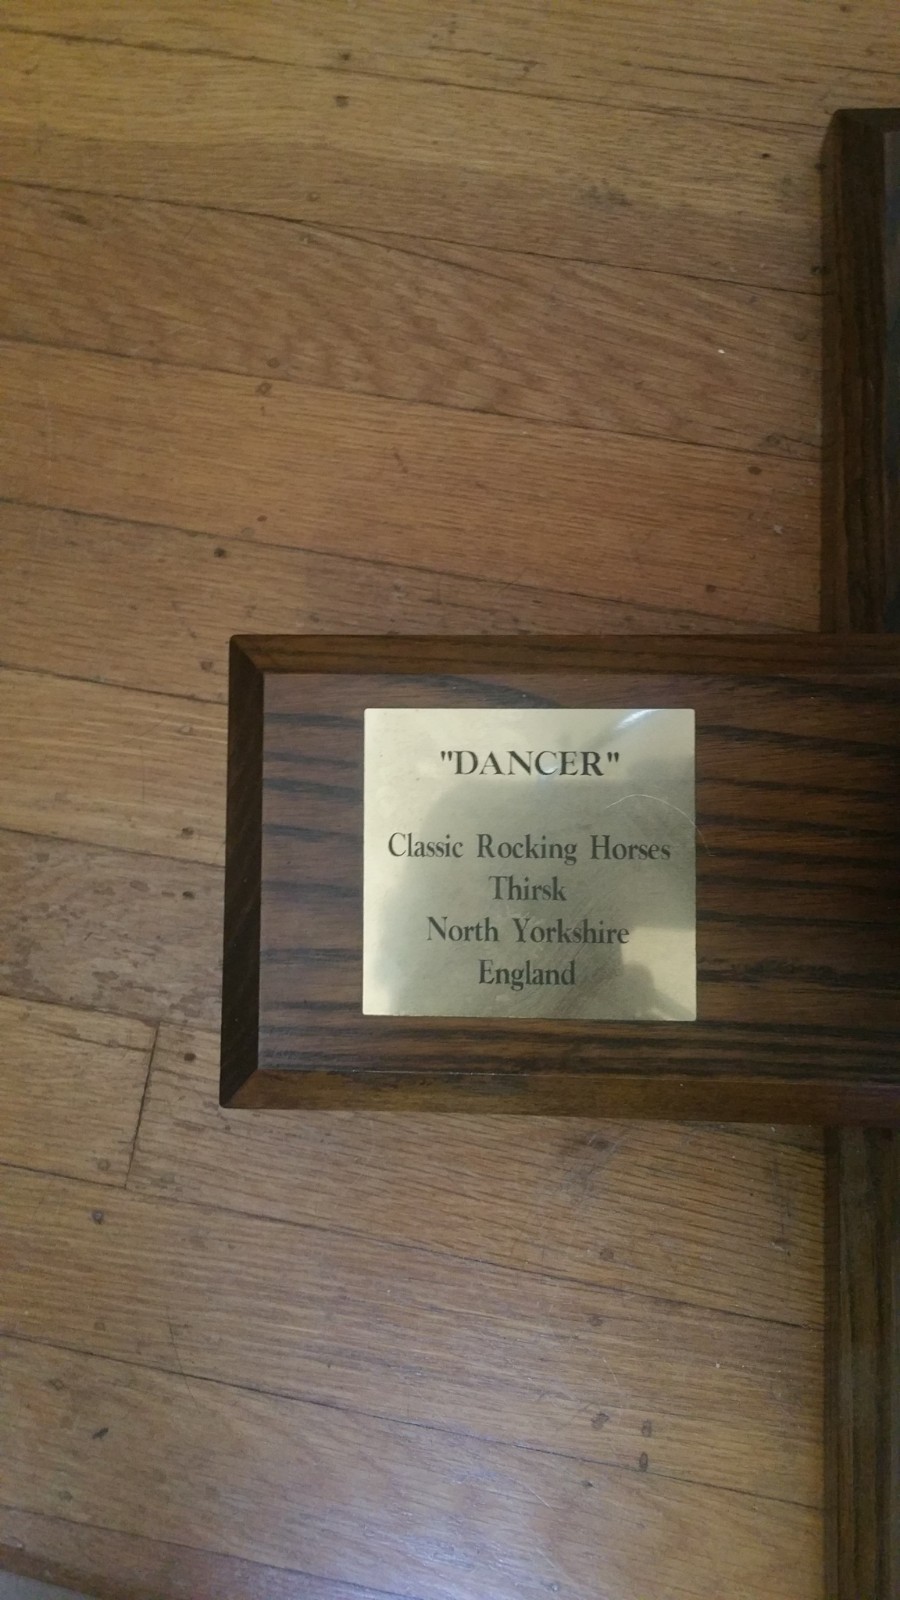 "DANCER"
Classic Rocking Horses
Thirsk
North Yorkshire
England